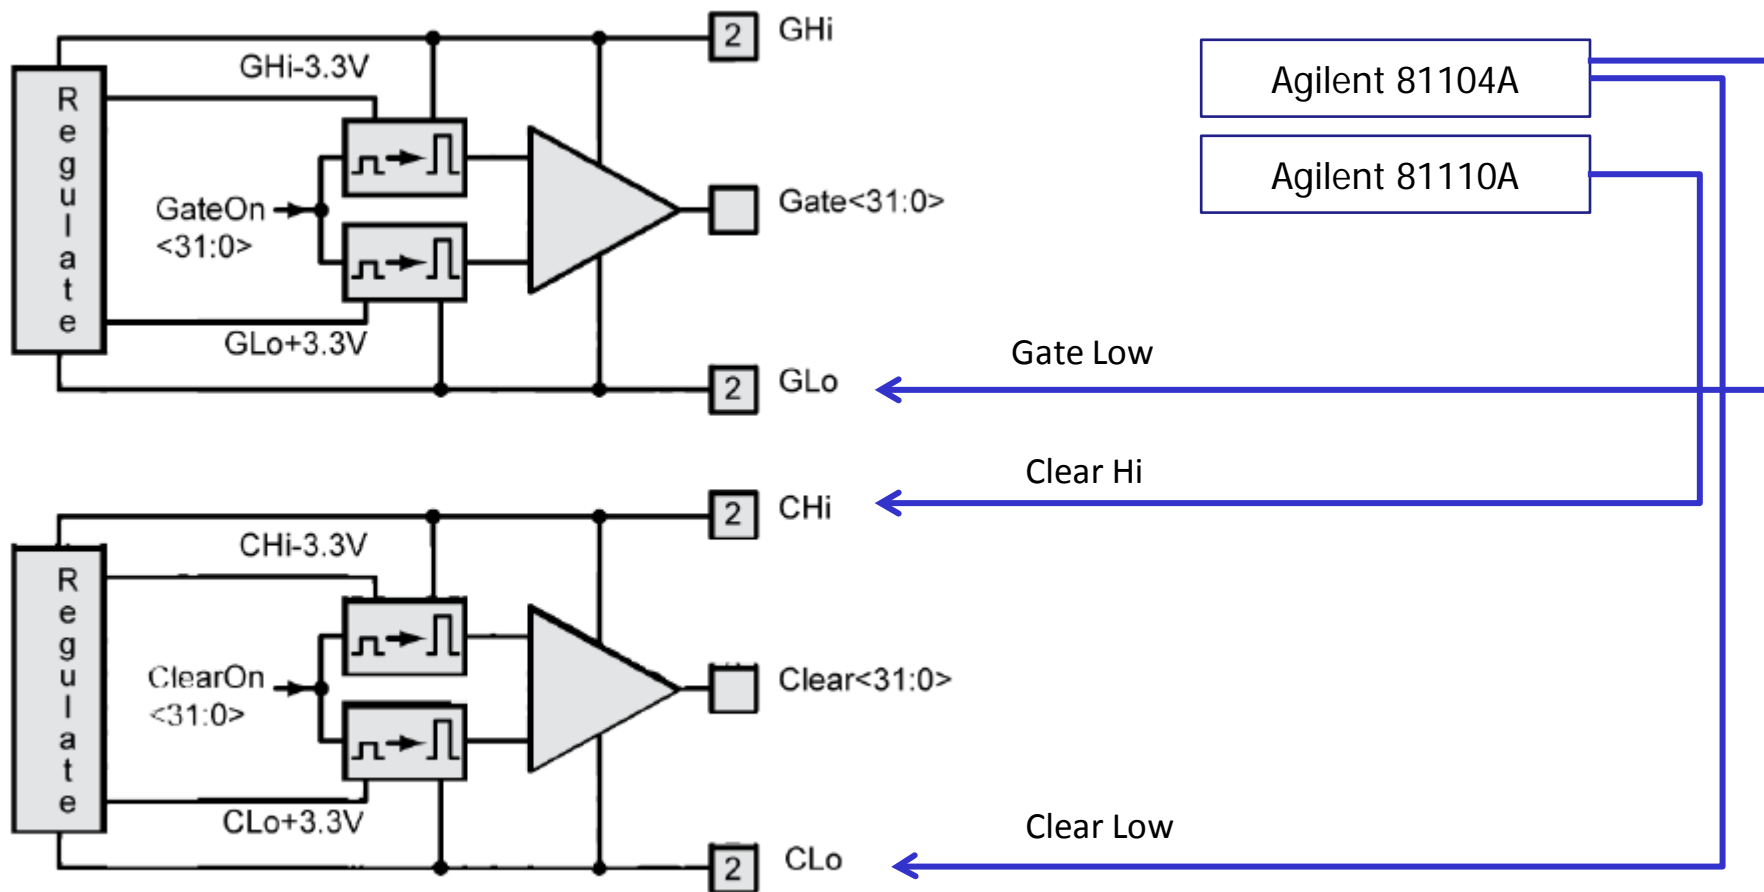 2 GHi
GHi-3.3V
Regulate
GateOn
<31:0>
Gate<31:0>
GLo+3.3V
2 GLo
Agilent 81104A
Agilent 81110A
Gate Low
Clear Hi
2 CHi
CHi-3.3V
Regulate
ClearOn
<31:0>
Clear<31:0>
CLo+3.3V
Clear Low
2 CLo